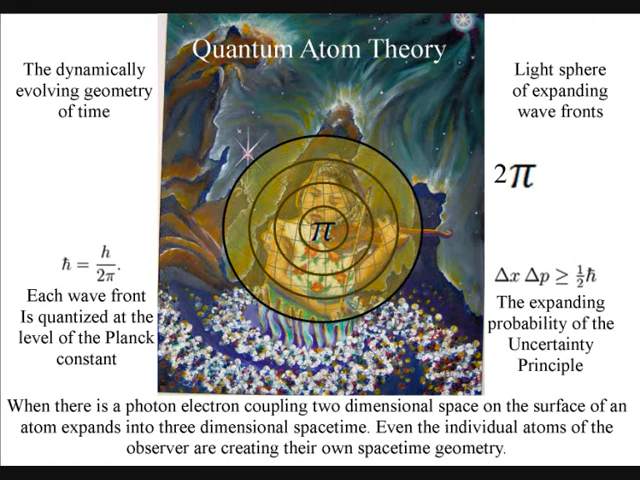 Quantum Atom Theory
The dynamically
evolving geometry
of time
Light sphere
of expanding
wave fronts
2π
π
ħ = h / 2π.
Each wave front
Is quantized at the
level of the Planck
constant
Δx Δp ≥ ½ħ
The expanding
probability of the
Uncertainty
Principle
When there is a photon electron coupling two dimensional space on the surface of an
atom expands into three dimensional spacetime. Even the individual atoms of the
observer are creating their own spacetime geometry.